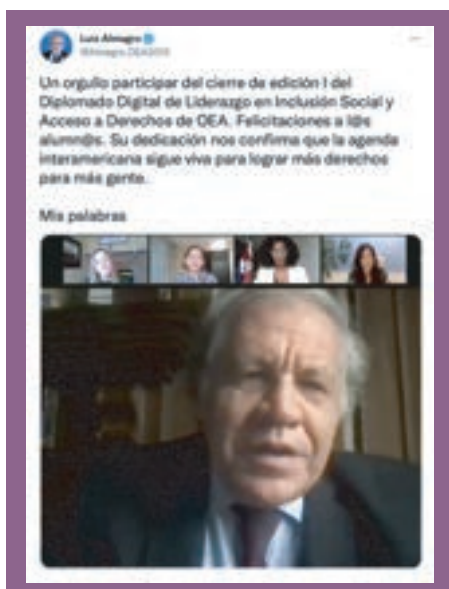 Luis Almagro
@Almagro_OEA2015
Un orgullo participar del cierre de edición I del
Diplomado Digital de Liderazgo en Inclusión Social y
Acceso a Derechos de OEA. Felicitaciones a l@s
alumn@s. Su dedicación nos confirma que la agenda
interamericana sigue viva para lograr más derechos
para más gente.
Mis palabras